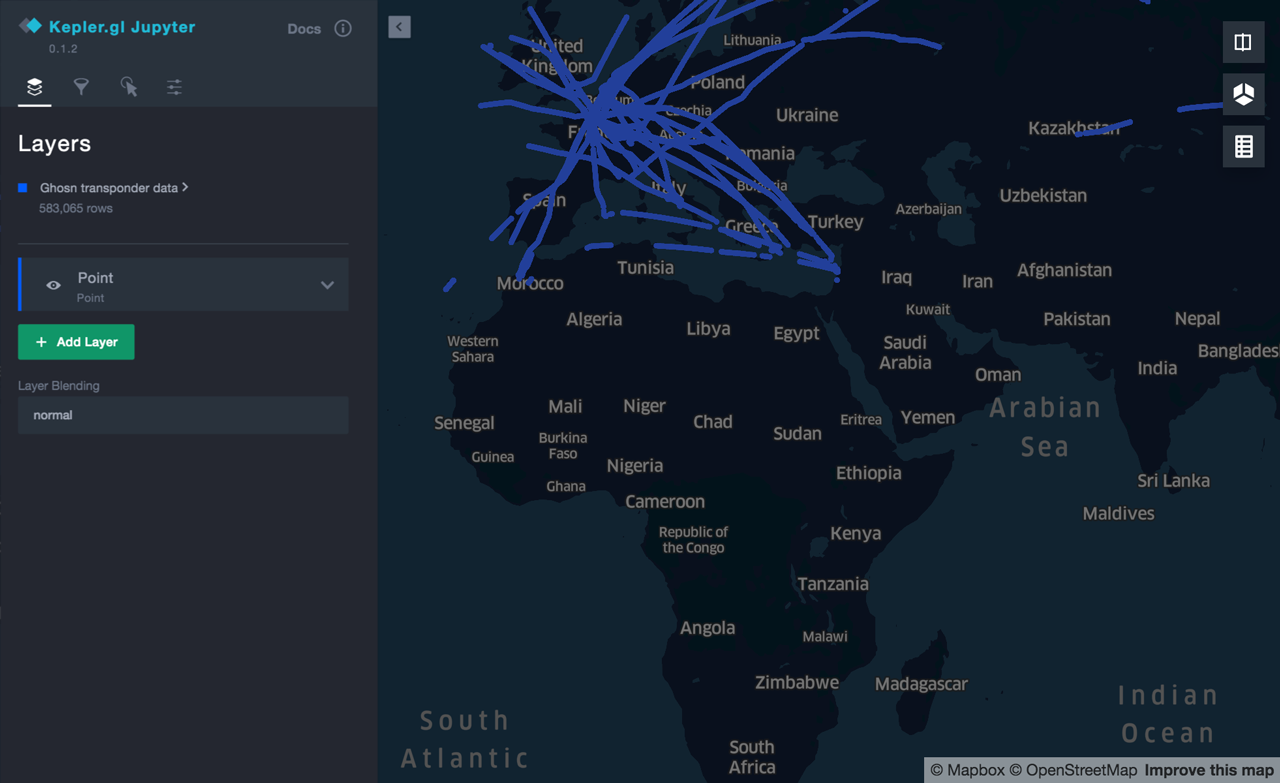 Kepler.gl Jupyter
0.1.2
Docs
Layers
Ghosn transponder data
583,065 rows
Point
Point
+ Add Layer
Layer Blending
normal
United
Kingdom
Lithuania
Poland
Belgium
Czechia
Ukraine
France
Austria
Kazakhstan
Romania
Italy
Bulgaria
Spain
Uzbekistan
Azerbaijan
Greece
Turkey
Tunisia
Morocco
Iraq
Iran
Afghanistan
Kuwait
Algeria
Libya
Egypt
Pakistan
Nepal
Western
Sahara
Saudi
Arabia
Bangladesh
India
Oman
Mali
Niger
Arabian
Sea
Senegal
Chad
Eritrea
Yemen
Burkina
Faso
Sudan
Guinea
Nigeria
Ethiopia
Ghana
Sri Lanka
Cameroon
Maldives
Republic of
the Congo
Kenya
Tanzania
Angola
Malawi
Zimbabwe
Madagascar
Indian
Ocean
South
Atlantic
South
Africa
© Mapbox © OpenStreetMap Improve this map